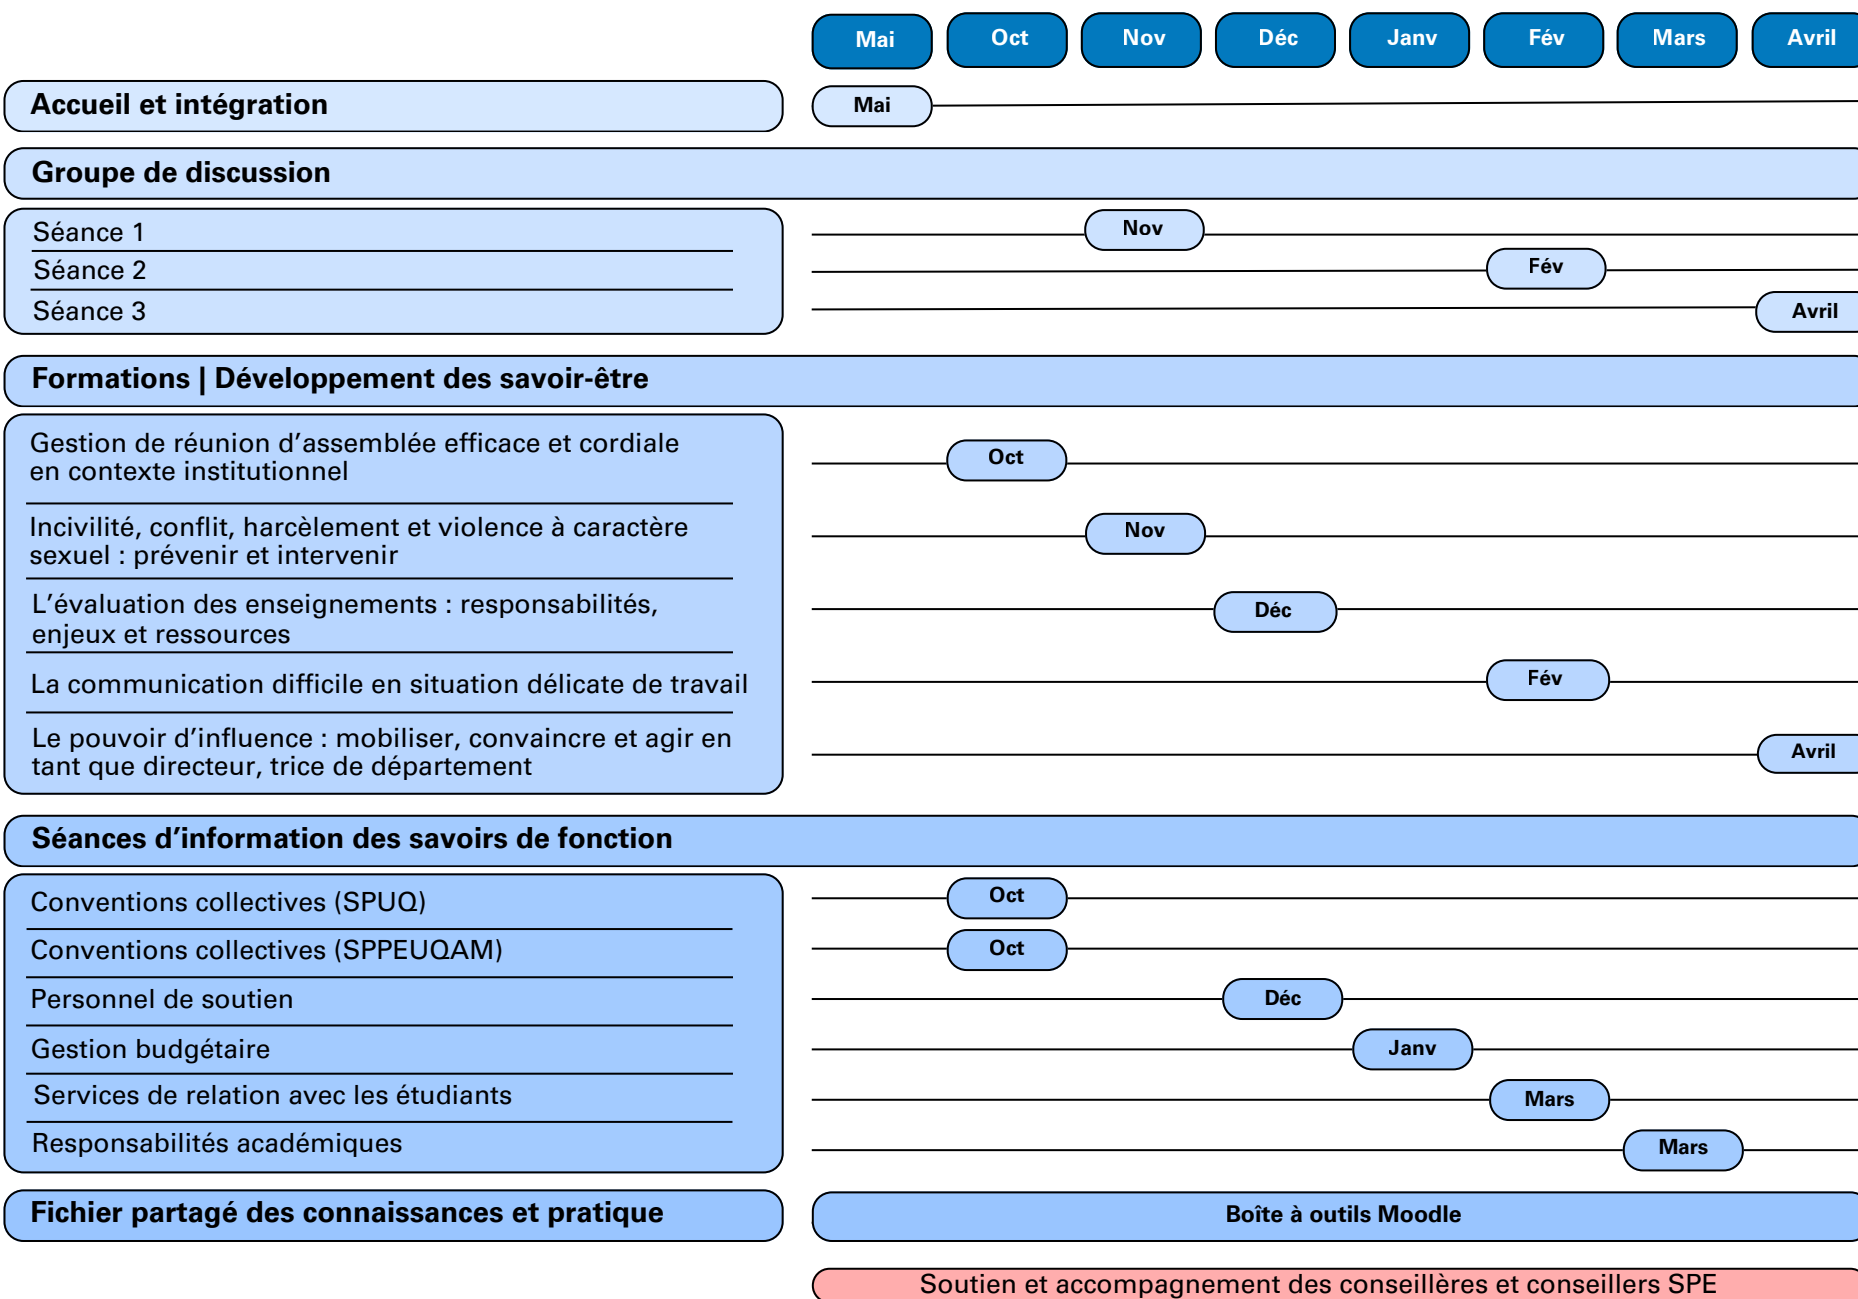 Mai Oct Nov Déc Janv Fév Mars Avril
Accueil et intégration Mai
Groupe de discussion
Séance 1 Nov
Séance 2 Fév
Séance 3 Avril
Formations | Développement des savoir-être
Gestion de réunion d’assemblée efficace et cordiale
en contexte institutionnel
Oct
Incivilité, conflit, harcèlement et violence à caractère
sexuel : prévenir et intervenir
Nov
L’évaluation des enseignements : responsabilités,
enjeux et ressources
Déc
La communication difficile en situation délicate de travail Fév
Le pouvoir d’influence : mobiliser, convaincre et agir en
tant que directeur, trice de département
Avril
Séances d’information des savoirs de fonction
Conventions collectives (SPUQ) Oct
Conventions collectives (SPPEUQAM) Oct
Personnel de soutien Déc
Gestion budgétaire Janv
Services de relation avec les étudiants Mars
Responsabilités académiques Mars
Fichier partagé des connaissances et pratique Boîte à outils Moodle
Soutien et accompagnement des conseillères et conseillers SPE